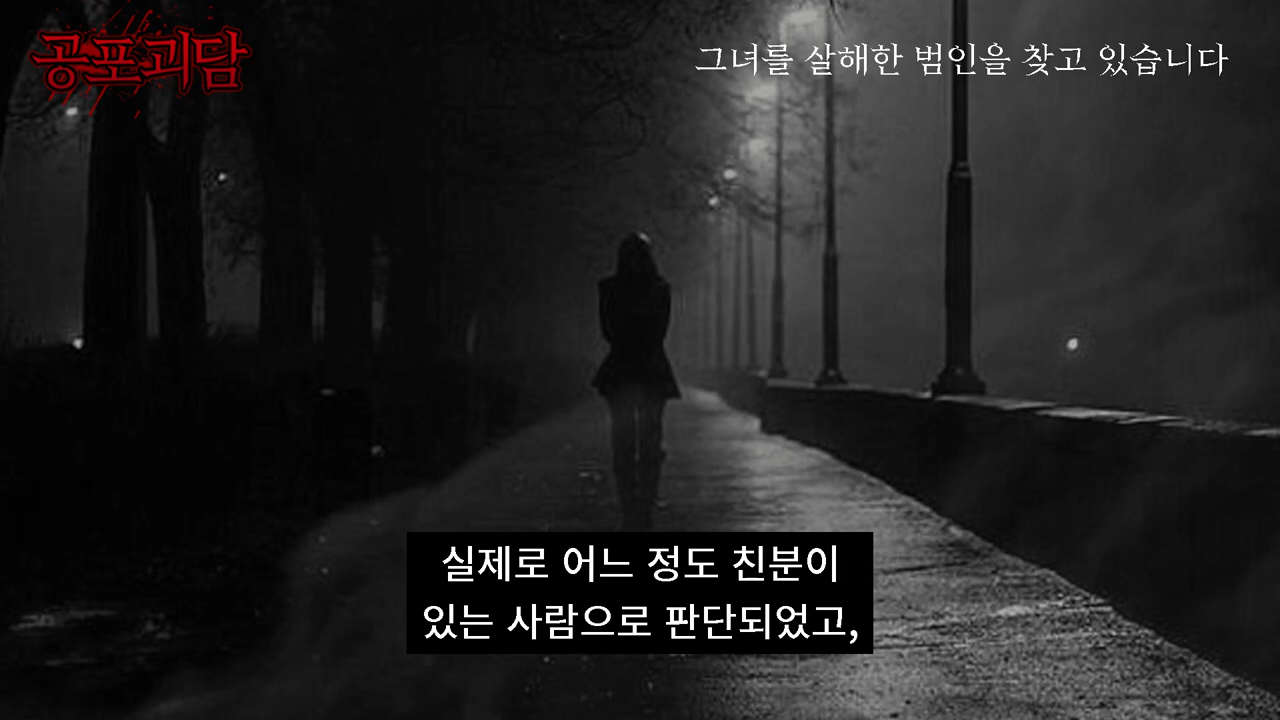 공포괴담
그녀를 살해한 범인을 찾고 있습니다
실제로 어느 정도 친분이
있는 사람으로 판단되었고,